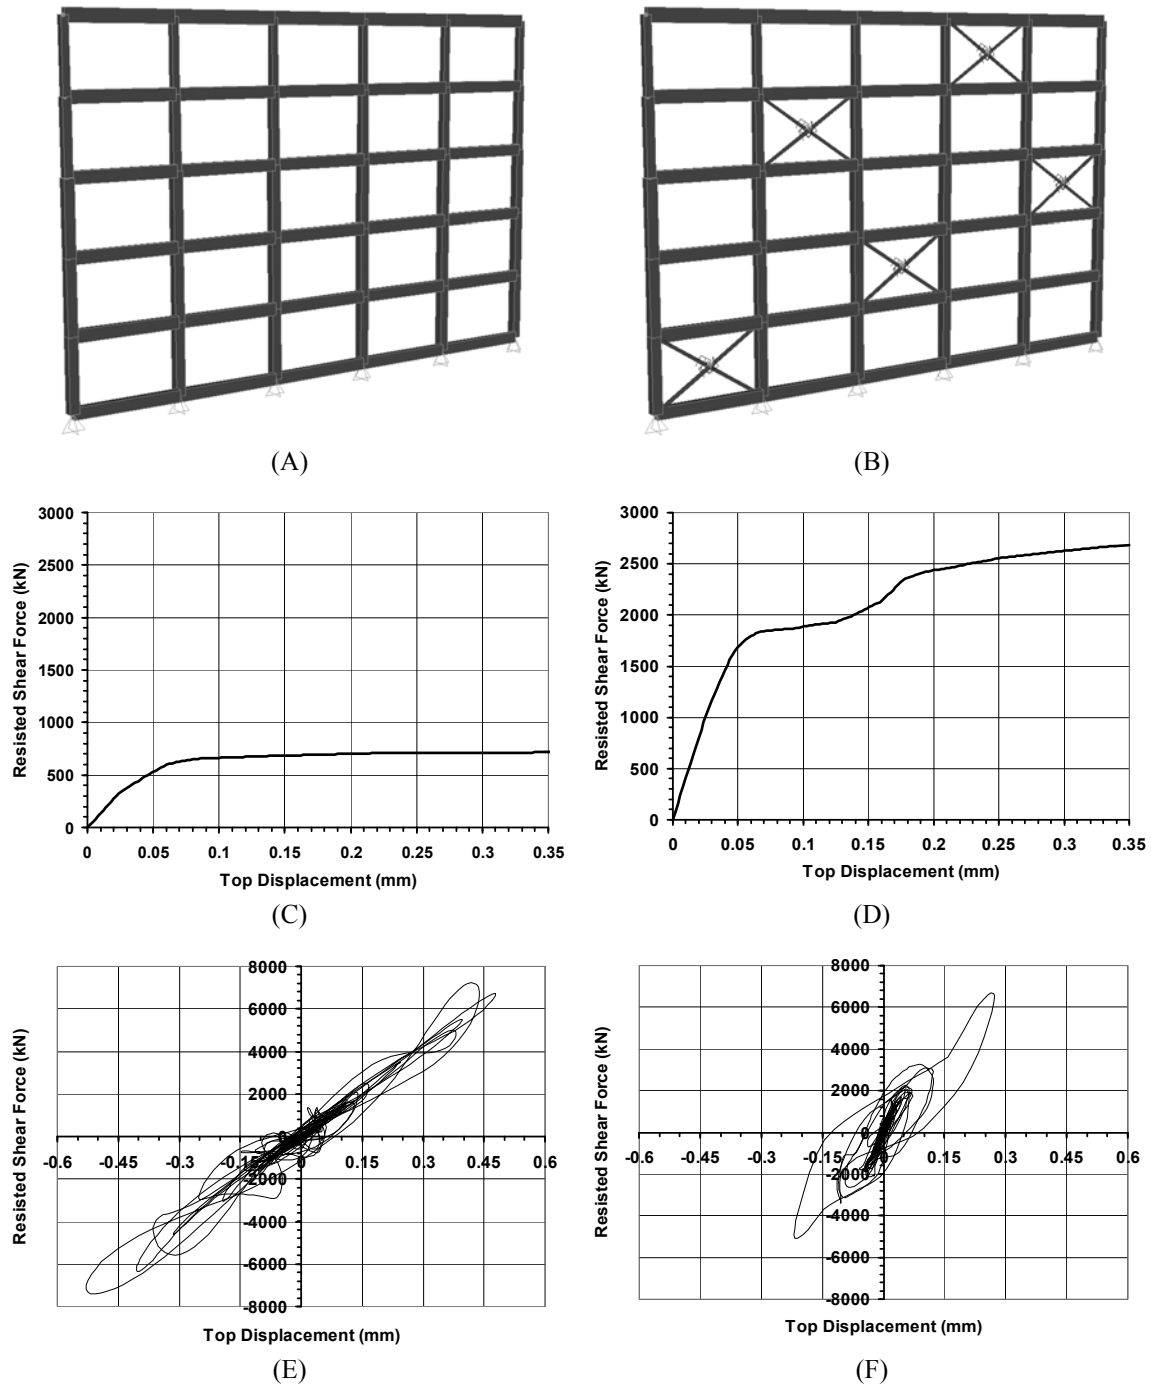 (A)
(B)
3000
2500
2000
1500
1000
500
0
Resisted Shear Force (kN)
0 0.05 0.1 0.15 0.2 0.25 0.3 0.35
Top Displacement (mm)
(C)
3000
2500
2000
1500
1000
500
0
Resisted Shear Force (kN)
0 0.05 0.1 0.15 0.2 0.25 0.3 0.35
Top Displacement (mm)
(D)
8000
6000
4000
2000
0
-2000
-4000
-6000
-8000
Resisted Shear Force (kN)
-0.6 -0.45 -0.3 -0.15 0 0.15 0.3 0.45 0.6
Top Displacement (mm)
(E)
8000
6000
4000
2000
0
-2000
-4000
-6000
-8000
Resisted Shear Force (kN)
-0.6 -0.45 -0.3 -0.15 0 0.15 0.3 0.45 0.6
Top Displacement (mm)
(F)